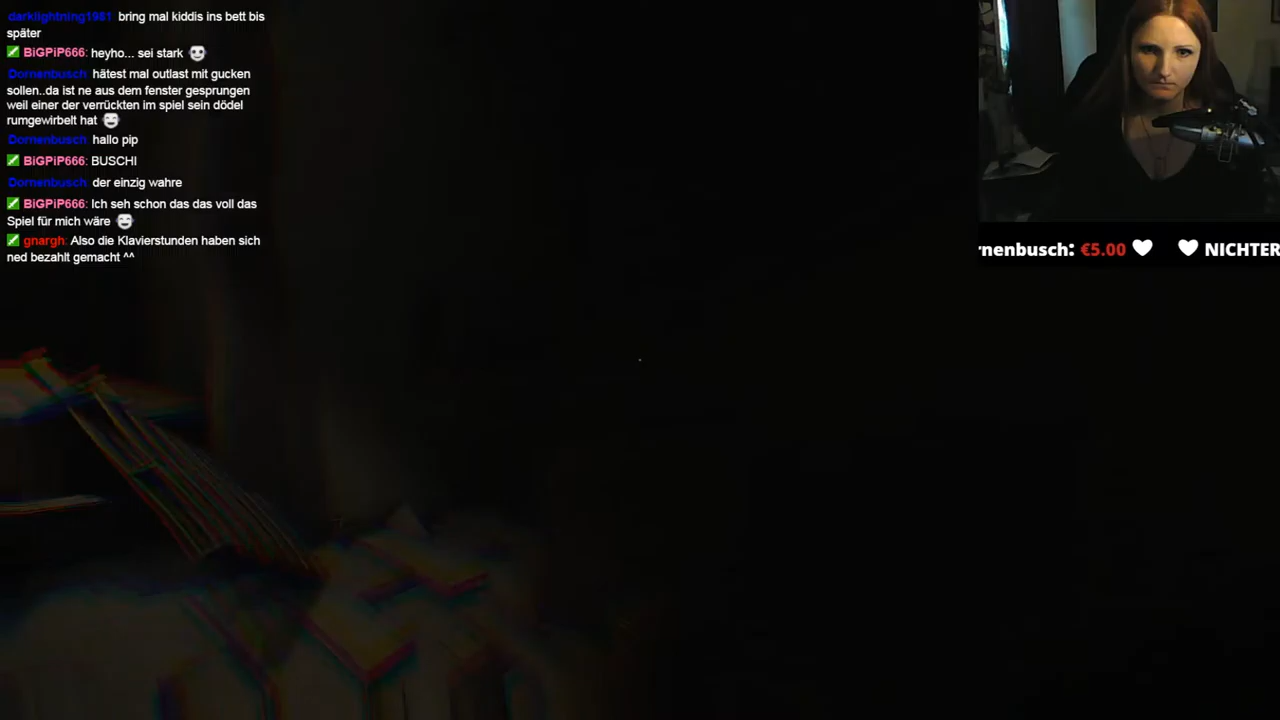 darklightning1981 bring mal kiddis ins bett bis
später
BiGPiP666: heyho... sei stark
Dornenbusch: hätest mal outlast mit gucken
sollen..da ist ne aus dem fenster gesprungen
weil einer der verrückten im spiel sein dödel
rumgewirbelt hat
Dornenbusch: hallo pip
BiGPiP666: BUSCHI
Dornenbusch: der einzig wahre
BiGPiP666: Ich seh schon das das voll das
Spiel für mich wäre
gnargh: Also die Klavierstunden haben sich
ned bezahlt gemacht ^^
rnenbusch: €5.00 NICHTER